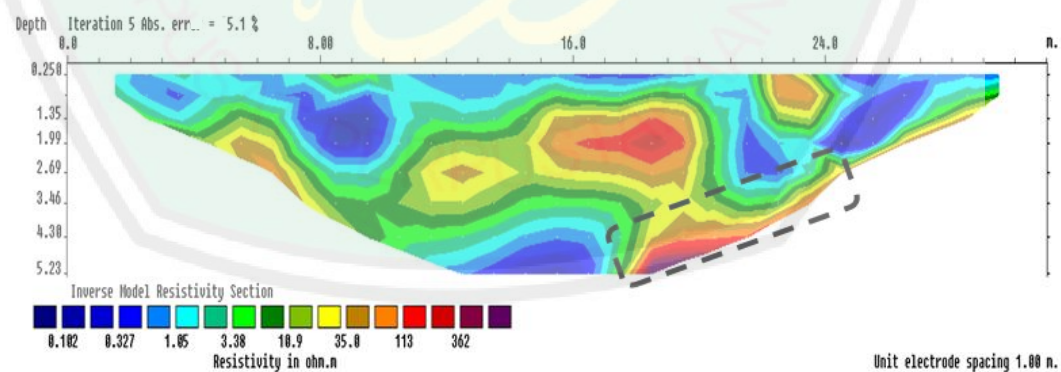 Depth Iteration 5 Abs. err.. = 5.1 %
0.0 8.00 16.0 24.0 m.
0.250
1.35
1.99
2.69
3.46
4.30
5.23
Inverse Model Resistivity Section
0.102 0.327 1.05 3.38 10.9 35.0 113 362
Resistivity in ohm.m
Unit electrode spacing 1.00 m.